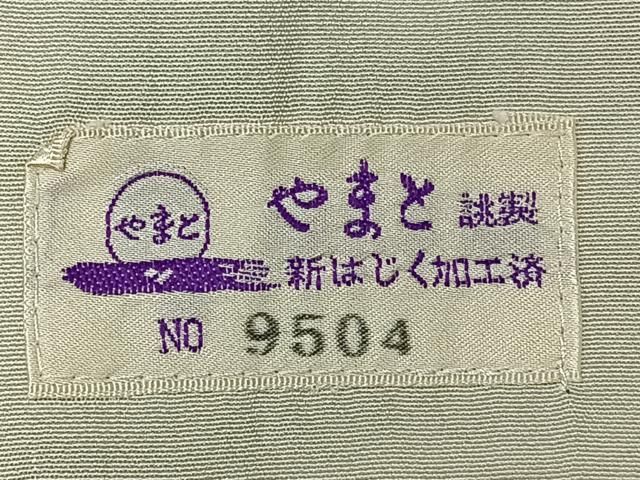 やまと
やまと 謹製
新はじく加工済
NO 9504